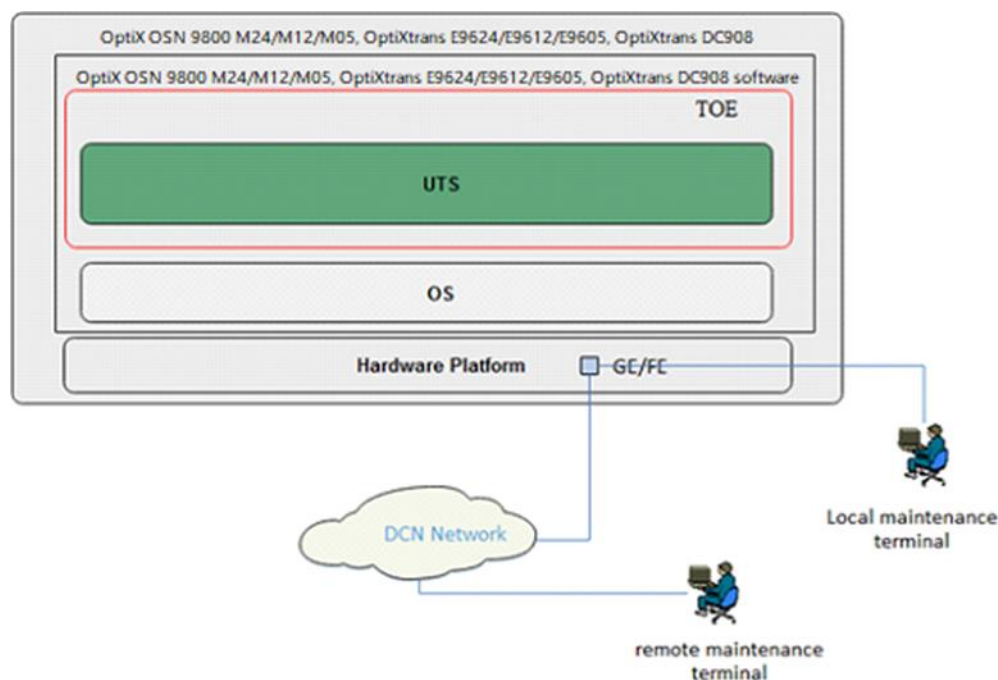 OptiX OSN 9800 M24/M12/M05, OptiXtrans E9624/E9612/E9605, OptiXtrans DC908
OptiX OSN 9800 M24/M12/M05, OptiXtrans E9624/E9612/E9605, OptiXtrans DC908 software
TOE
UTS
OS
Hardware Platform
GE/FE
DCN Network
Local maintenance
terminal
remote maintenance
terminal